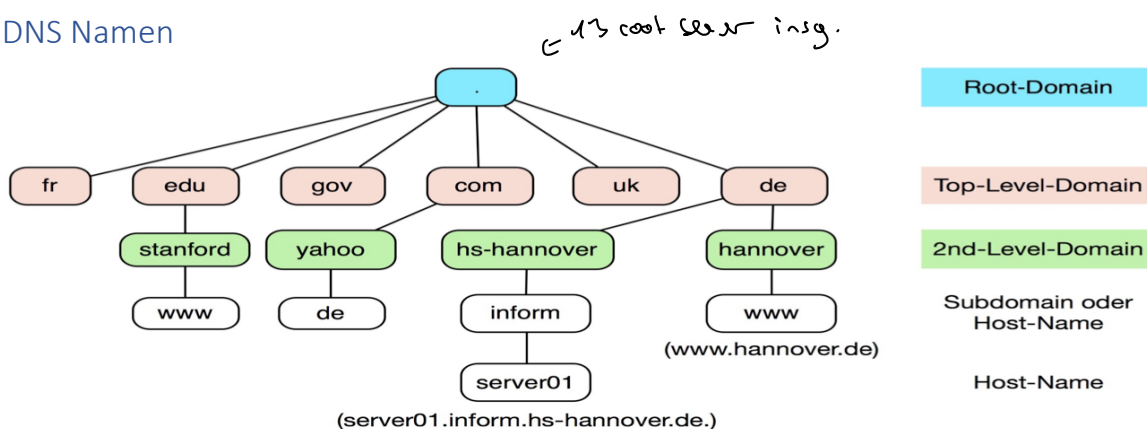 DNS Namen
13 root server insg.
.
Root-Domain
fr edu gov com uk de
Top-Level-Domain
stanford yahoo hs-hannover hannover
2nd-Level-Domain
www de inform www
Subdomain oder
Host-Name
(www.hannover.de)
server01
Host-Name
(server01.inform.hs-hannover.de.)